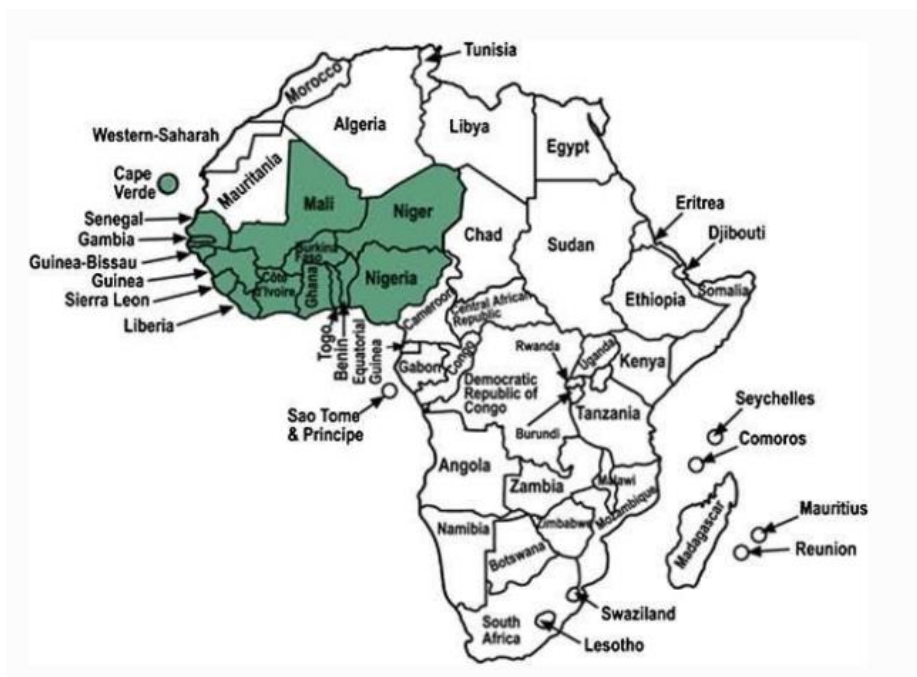 Tunisia
Morocco
Algeria
Libya
Egypt
Western-Saharah
Mauritania
Cape
Verde
Mali
Niger
Chad
Sudan
Eritrea
Djibouti
Senegal
Gambia
Guinea-Bissau
Guinea
Sierra Leon
Liberia
Burkina
Faso
Côte
d'Ivoire
Ghana
Nigeria
Togo
Benin
Equatorial
Guinea
Cameroon
Central African
Republic
Ethiopia
Somalia
Gabon
Congo
Rwanda
Uganda
Kenya
Democratic
Republic of
Congo
Burundi
Tanzania
Sao Tome
& Principe
Seychelles
Comoros
Angola
Zambia
Malawi
Mozambique
Madagascar
Mauritius
Reunion
Namibia
Zimbabwe
Botswana
Swaziland
South
Africa
Lesotho